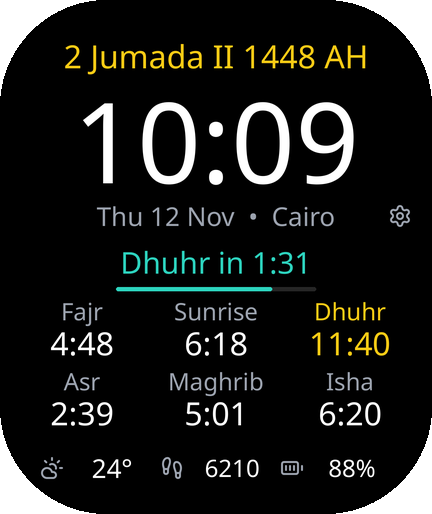 2 Jumada II 1448 AH
10:09
Thu 12 Nov • Cairo
Dhuhr in 1:31
Fajr Sunrise Dhuhr
4:48 6:18 11:40
Asr Maghrib Isha
2:39 5:01 6:20
24° 6210 88%